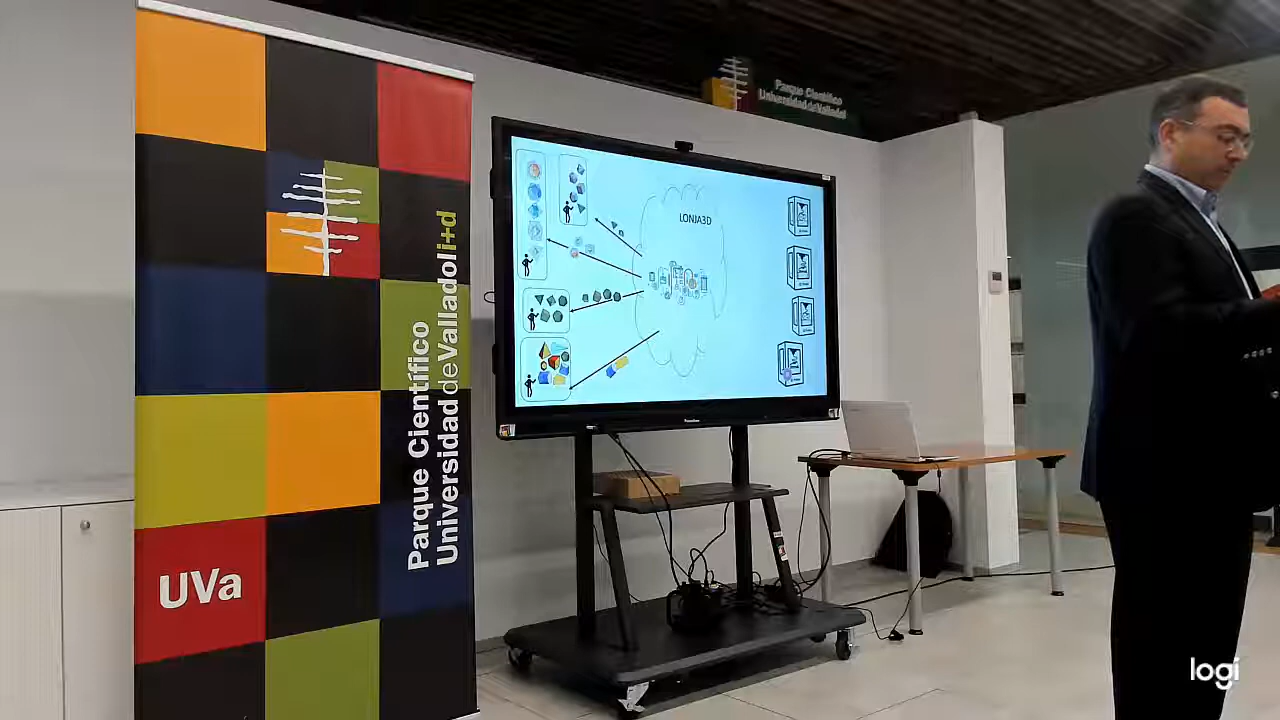 Parque Científico
Universidad de Valladolid
LONJA3D
Parque Científico
Universidad de Valladolid i+d
UVa
logi